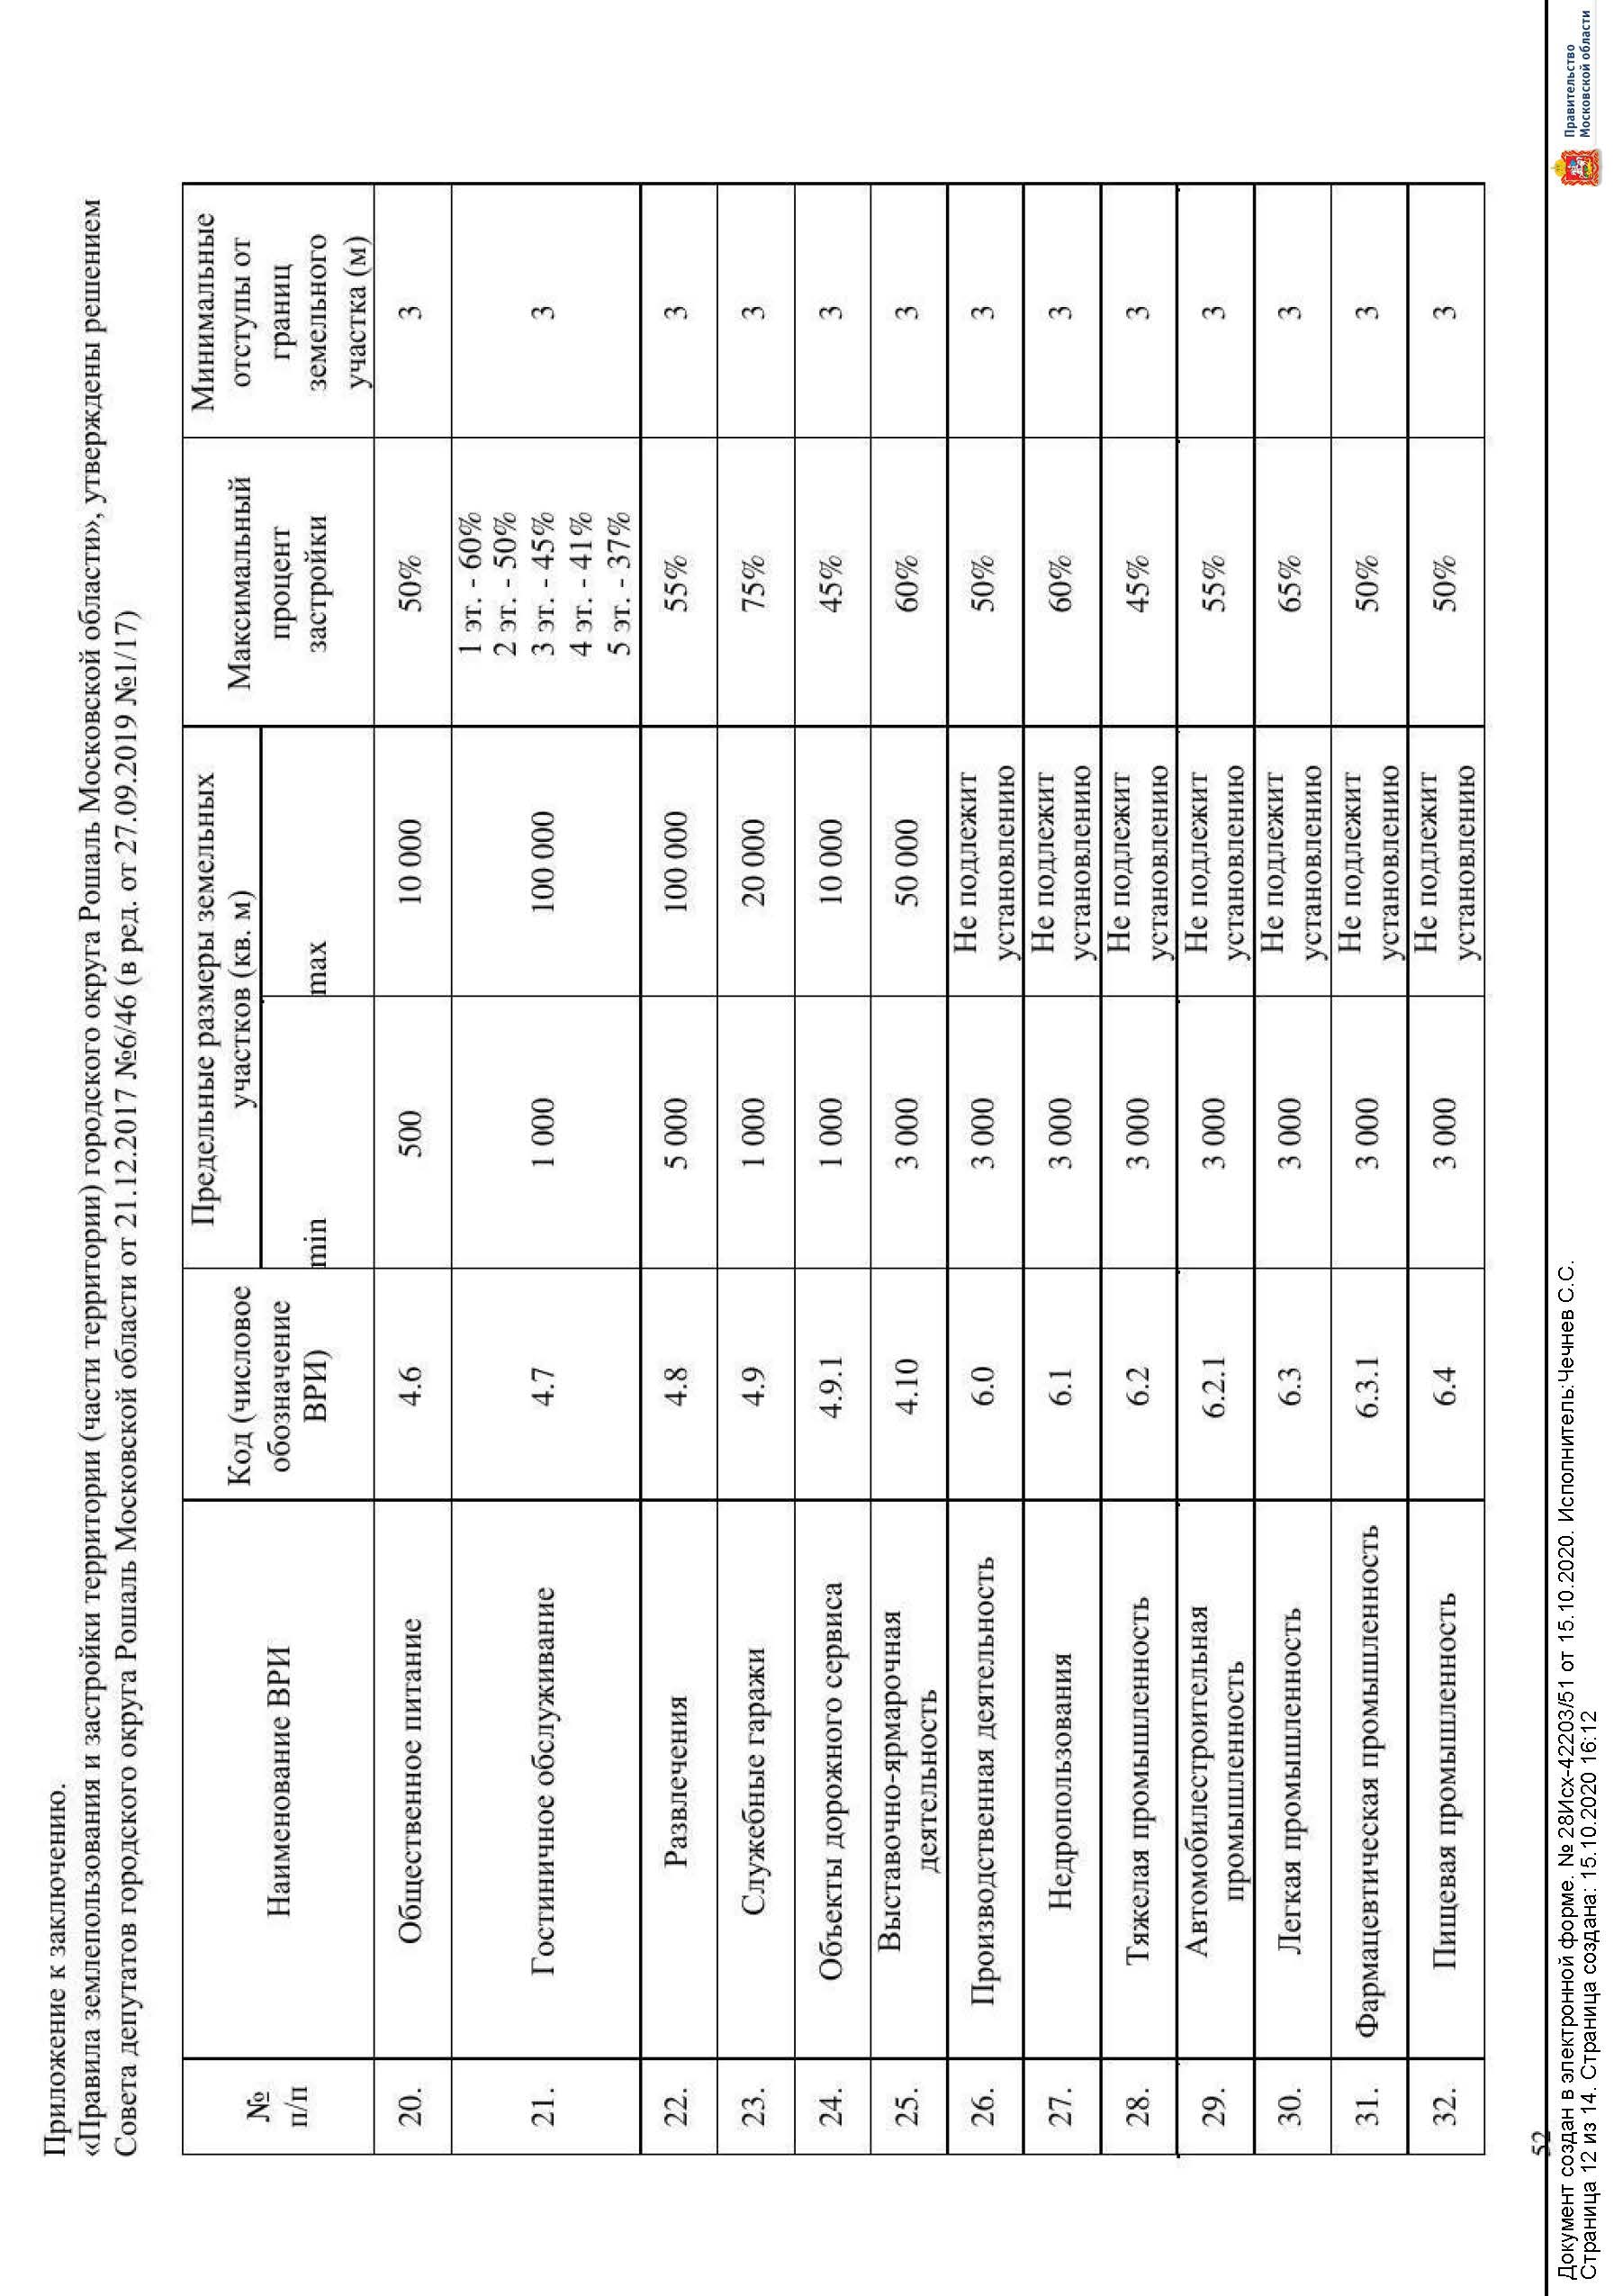 Приложение к заключению.
«Правила землепользования и застройки территории (части территории) городского округа Рошаль Московской области», утверждены решением
Совета депутатов городского округа Рошаль Московской области от 21.12.2017 №6/46 (в ред. от 27.09.2019 №1/17)
№ п/п Наименование ВРИ Код (числовое обозначение ВРИ) Предельные размеры земельных участков (кв. м) Максимальный процент застройки Минимальные отступы от границ земельного участка (м)
min max
20. Общественное питание 4.6 500 10 000 50% 3
21. Гостиничное обслуживание 4.7 1 000 100 000 1 эт. - 60% 3
2 эт. - 50%
3 эт. - 45%
4 эт. - 41%
5 эт. - 37%
22. Развлечения 4.8 5 000 100 000 55% 3
23. Служебные гаражи 4.9 1 000 20 000 75% 3
24. Объекты дорожного сервиса 4.9.1 1 000 10 000 45% 3
25. Выставочно-ярмарочная деятельность 4.10 3 000 50 000 60% 3
26. Производственная деятельность 6.0 3 000 Не подлежит установлению 50% 3
27. Недропользования 6.1 3 000 Не подлежит установлению 60% 3
28. Тяжелая промышленность 6.2 3 000 Не подлежит установлению 45% 3
29. Автомобилестроительная промышленность 6.2.1 3 000 Не подлежит установлению 55% 3
30. Легкая промышленность 6.3 3 000 Не подлежит установлению 65% 3
31. Фармацевтическая промышленность 6.3.1 3 000 Не подлежит установлению 50% 3
32. Пищевая промышленность 6.4 3 000 Не подлежит установлению 50% 3
52
Документ создан в электронной форме. № 28Исх-42203/51 от 15.10.2020. Исполнитель:Чечнев С.С.
Страница 12 из 14. Страница создана: 15.10.2020 16:12
Правительство
Московской области